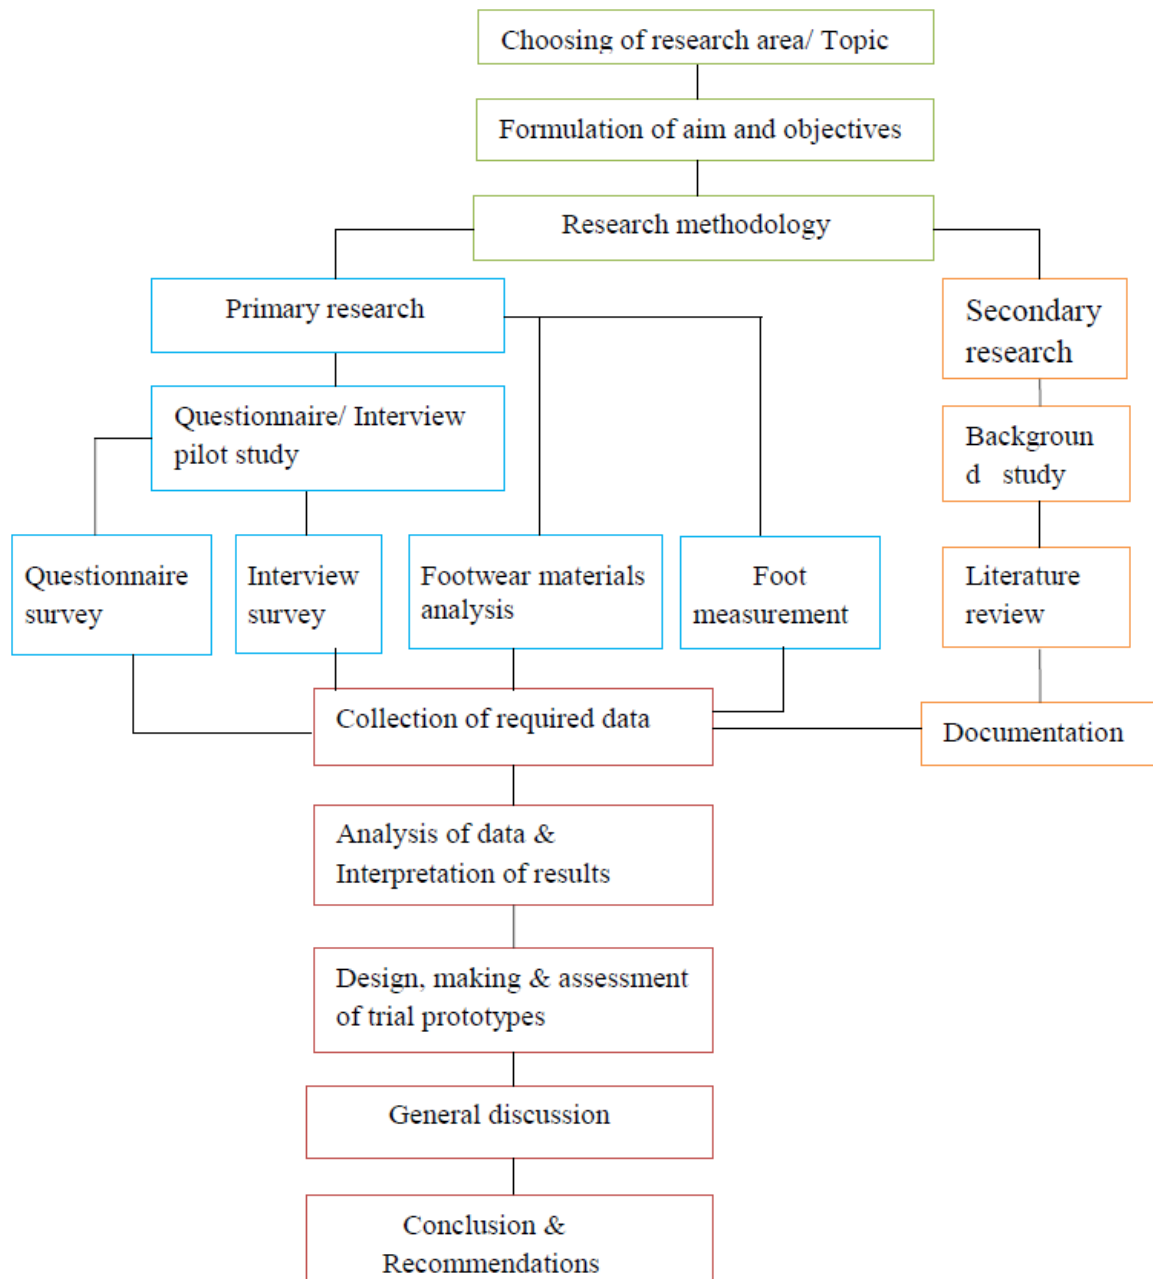 Choosing of research area/ Topic
Formulation of aim and objectives
Research methodology
Primary research
Secondary
research
Questionnaire/ Interview
pilot study
Backgroun
d study
Questionnaire
survey
Interview
survey
Footwear materials
analysis
Foot
measurement
Literature
review
Collection of required data
Documentation
Analysis of data &
Interpretation of results
Design, making & assessment
of trial prototypes
General discussion
Conclusion &
Recommendations